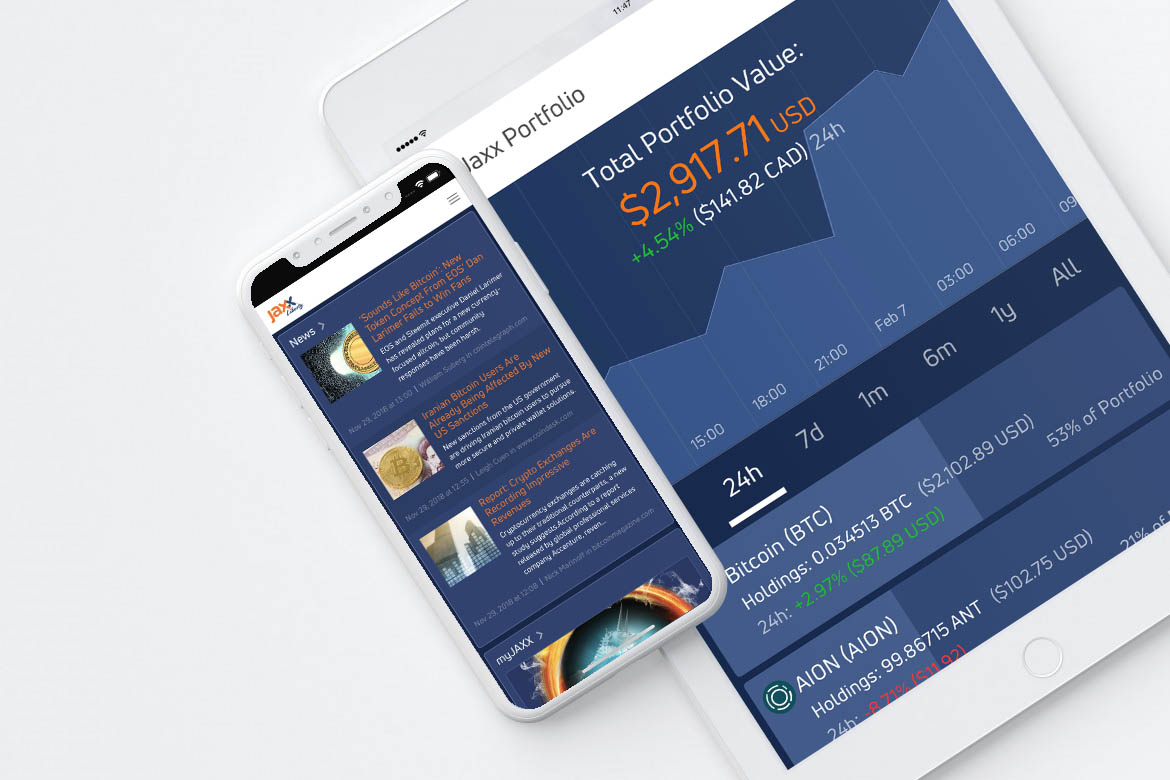 jaxx
Liberty
News >
'Sounds Like Bitcoin': New
Token Concept From EOS' Dan
Larimer Fails to Win Fans
EOS and Steemit executive Daniel Larimer
has revealed plans for a new currency-
focused altcoin, but community
responses have been harsh.
Nov 29, 2018 at 13:00 | William Suberg in cointelegraph.com
Iranian Bitcoin Users Are
Already Being Affected By New
US Sanctions
New sanctions from the US government
are driving Iranian bitcoin users to pursue
more secure and private wallet solutions.
Nov 29, 2018 at 12:35 | Leigh Cuen in www.coindesk.com
Report: Crypto Exchanges Are
Recording Impressive
Revenues
Cryptocurrency exchanges are catching
up to their traditional counterparts, a new
study suggests.According to a report
released by global professional services
company Accenture, reven...
Nov 29, 2018 at 12:08 | Nick Marinoff in bitcoinmagazine.com
myJAXX >
11:47
Jaxx Portfolio
Total Portfolio Value:
$2,917.71 USD
+4.54% ($141.82 CAD) 24h
15:00 18:00 21:00 Feb 7 03:00 06:00 09
24h 7d 1m 6m 1y All
Bitcoin (BTC)
Holdings: 0.034513 BTC ($2,102.89 USD) 53% of Portfolio
24h: +2.97% ($87.89 USD)
AION (AION)
Holdings: 99.86715 ANT ($102.75 USD) 21% of
24h: -8.71% ($11.92)